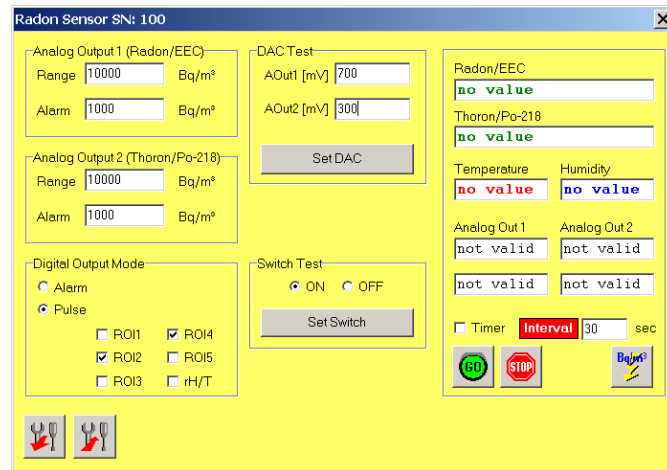 Radon Sensor SN: 100
Analog Output 1 (Radon/EEC)
Range 10000 Bq/m³
Alarm 1000 Bq/m³
Analog Output 2 (Thoron/Po-218)
Range 10000 Bq/m³
Alarm 1000 Bq/m³
Digital Output Mode
Alarm
Pulse
ROI1 ROI4
ROI2 ROI5
ROI3 rH/T
DAC Test
AOut1 [mV] 700
AOut2 [mV] 300
Set DAC
Switch Test
ON OFF
Set Switch
Radon/EEC
no value
Thoron/Po-218
no value
Temperature Humidity
no value no value
Analog Out 1 Analog Out 2
not valid not valid
not valid not valid
Timer Interval 30 sec
GO STOP Bq/m³